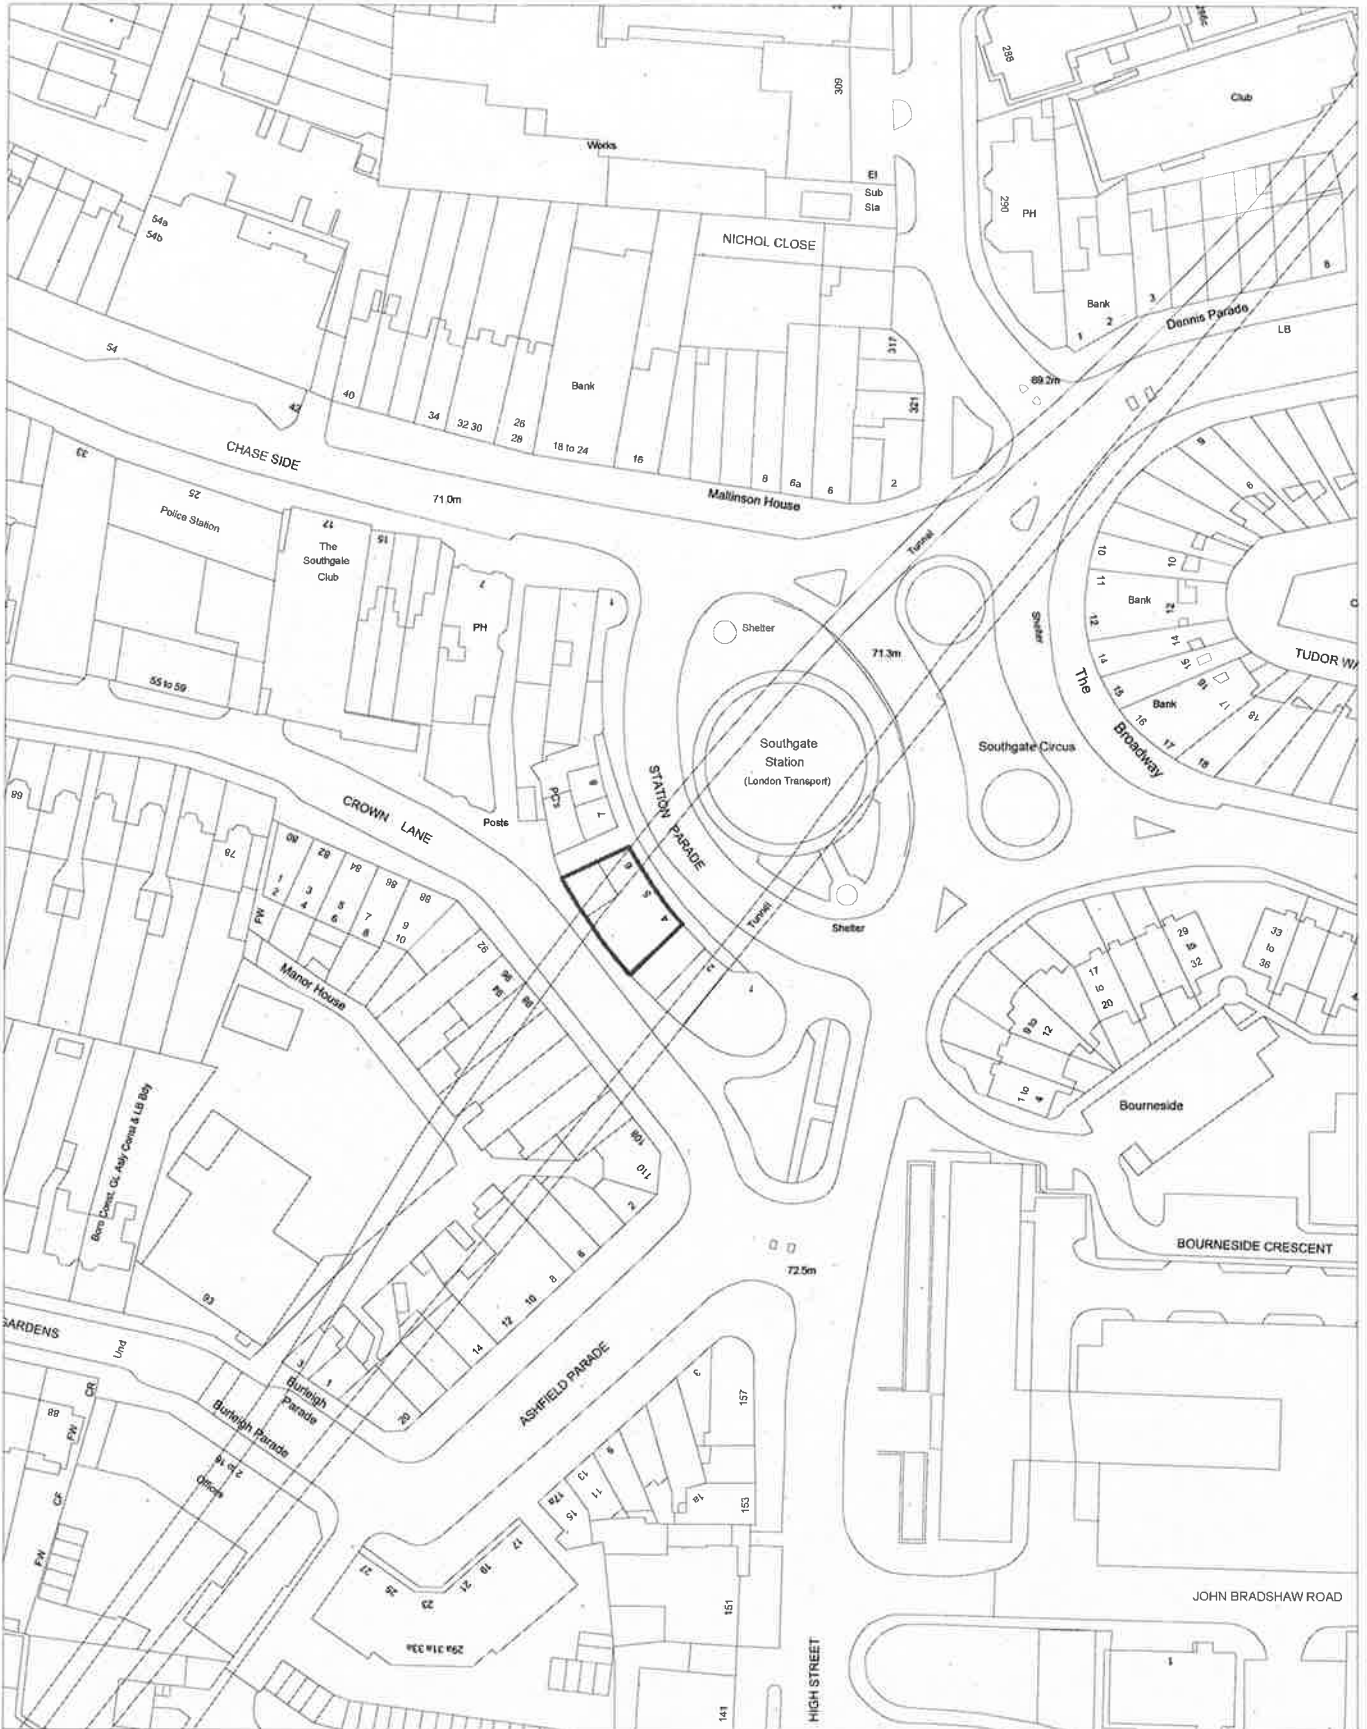 288
286c
Club
309
Works
El
Sub
Sta
290
PH
NICHOL CLOSE
54a
54b
Bank
1
2
3
8
Dennis Parade
LB
317
321
69.2m
54
42
40
34
32 30
26
28
Bank
18 to 24
16
8
6a
6
2
CHASE SIDE
71.0m
Mallinson House
33
25
Police Station
17
The
Southgate
Club
15
7
PH
1
Tunnel
Shelter
71.3m
9
6
10
10
11
Bank
12
12
14
14
15
15
16
16
Bank
17
17
18
18
Shelter
The
Broadway
TUDOR WA
55 to 59
Southgate
Station
(London Transport)
Southgate Circus
STATION PARADE
PCs
8
7
Posts
CROWN LANE
68
78
80
82
84
86
88
1
2
3
4
5
6
7
8
9
10
FW
92
94
96
98
6
5
4
2
1
Tunnel
Shelter
Manor House
29
to
32
33
to
36
17
to
20
9 to
12
1 to
4
Bourneside
Boro Const, GL Asly Const & LB Bdy
108
110
2
6
8
10
12
14
20
BOURNESIDE CRESCENT
72.5m
93
GARDENS
Und
3
1
Burleigh
Parade
Burleigh Parade
2 to 16
Offices
ASHFIELD PARADE
3
157
9
13
11
17a
15
1a
153
CR
88
FW
CF
FW
27
25
23
21
19
17
29a 31a 33a
151
141
HIGH STREET
JOHN BRADSHAW ROAD
1